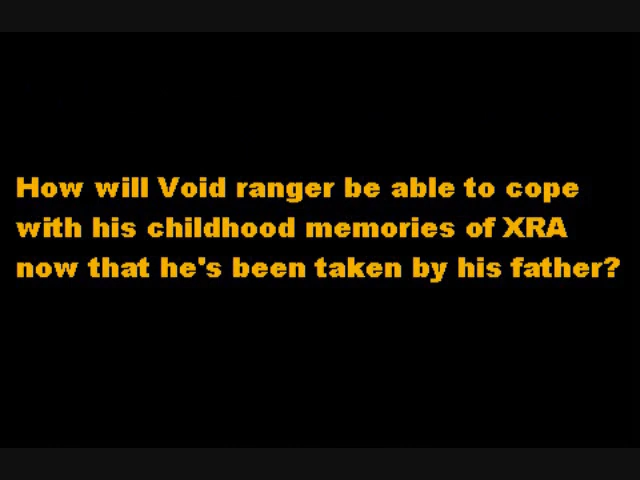 How will Void ranger be able to cope
with his childhood memories of XRA
now that he's been taken by his father?